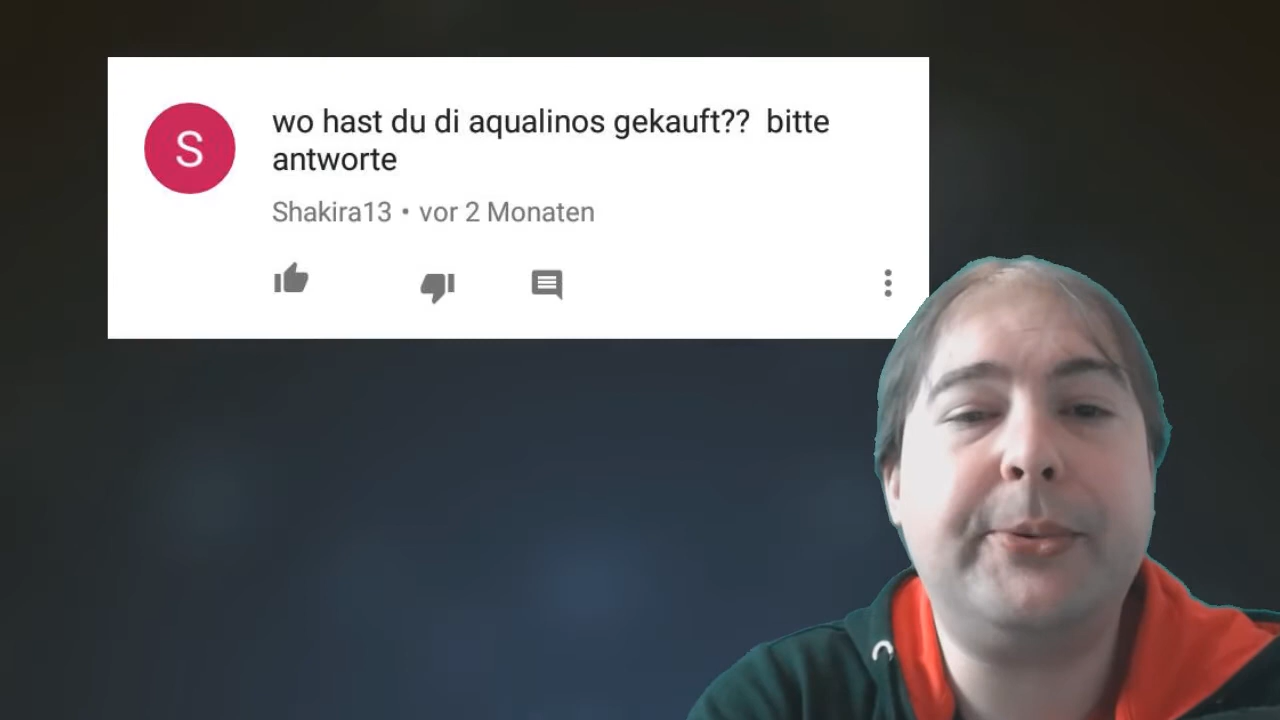 S
wo hast du di aqualinos gekauft??  bitte
antworte
Shakira13 • vor 2 Monaten